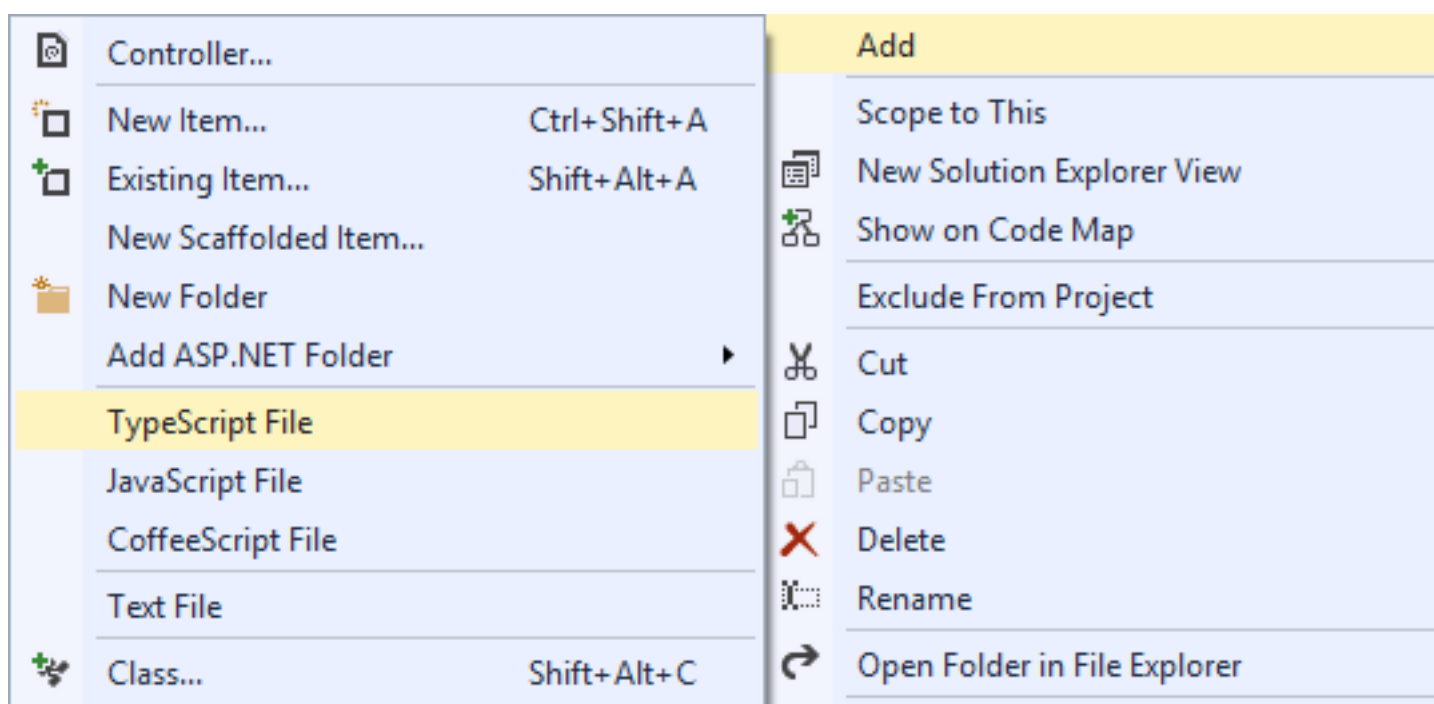 Controller...
New Item... Ctrl+Shift+A
Existing Item... Shift+Alt+A
New Scaffolded Item...
New Folder
Add ASP.NET Folder
TypeScript File
JavaScript File
CoffeeScript File
Text File
Class... Shift+Alt+C
Add
Scope to This
New Solution Explorer View
Show on Code Map
Exclude From Project
Cut
Copy
Paste
Delete
Rename
Open Folder in File Explorer